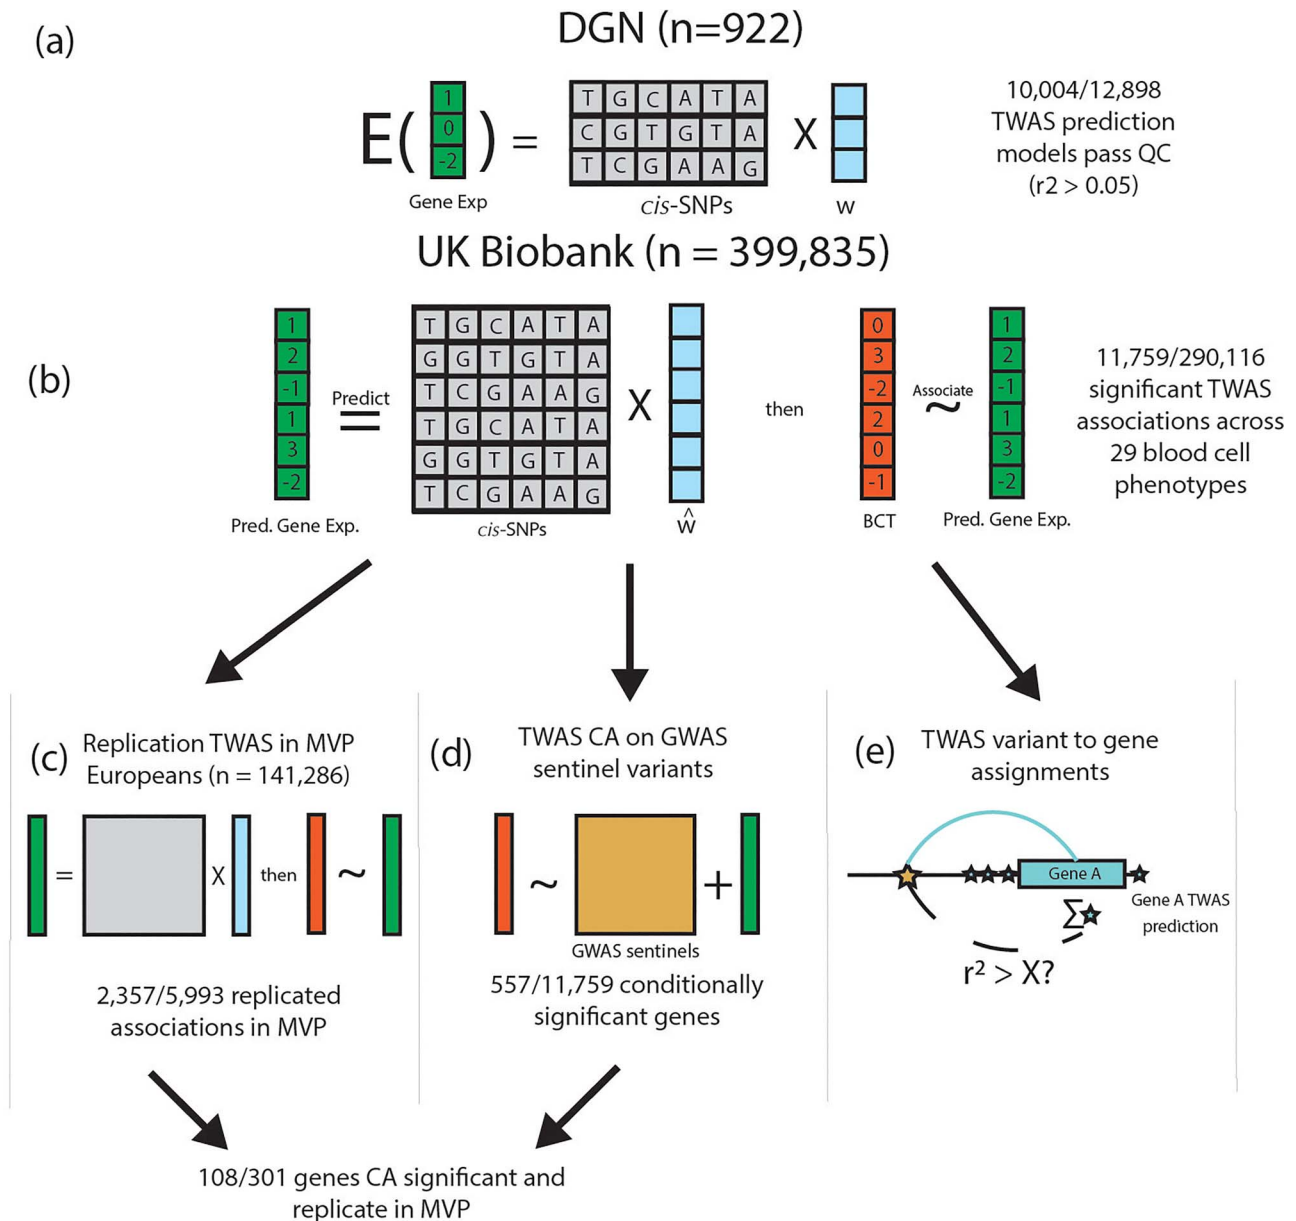 (a)
DGN (n=922)
E( 1 0 -2 ) =
T G C A T A
C G T G T A
T C G A A G
X
Gene Exp
cis-SNPs
w
10,004/12,898
TWAS prediction
models pass QC
(r2 > 0.05)
UK Biobank (n = 399,835)
(b)
1
2
-1
1
3
-2
Pred. Gene Exp.
Predict
=
T G C A T A
G G T G T A
T C G A A G
T G C A T A
G G T G T A
T C G A A G
cis-SNPs
X
^
w
then
0
3
-2
2
0
-1
BCT
Associate
~
1
2
-1
1
3
-2
Pred. Gene Exp.
11,759/290,116
significant TWAS
associations across
29 blood cell
phenotypes
(c)
Replication TWAS in MVP
Europeans (n = 141,286)
= X then ~
2,357/5,993 replicated
associations in MVP
(d)
TWAS CA on GWAS
sentinel variants
~ +
GWAS sentinels
557/11,759 conditionally
significant genes
(e)
TWAS variant to gene
assignments
Gene A
Gene A TWAS
prediction
Σ
r² > X?
108/301 genes CA significant and
replicate in MVP